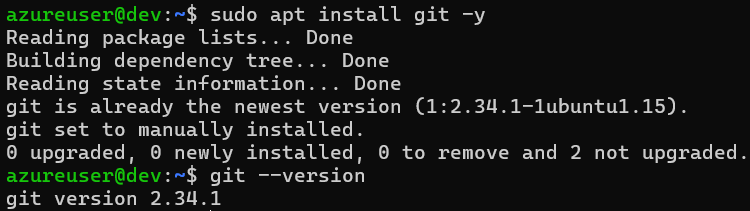 azureuser@dev:~$ sudo apt install git -y
Reading package lists... Done
Building dependency tree... Done
Reading state information... Done
git is already the newest version (1:2.34.1-1ubuntu1.15).
git set to manually installed.
0 upgraded, 0 newly installed, 0 to remove and 2 not upgraded.
azureuser@dev:~$ git --version
git version 2.34.1